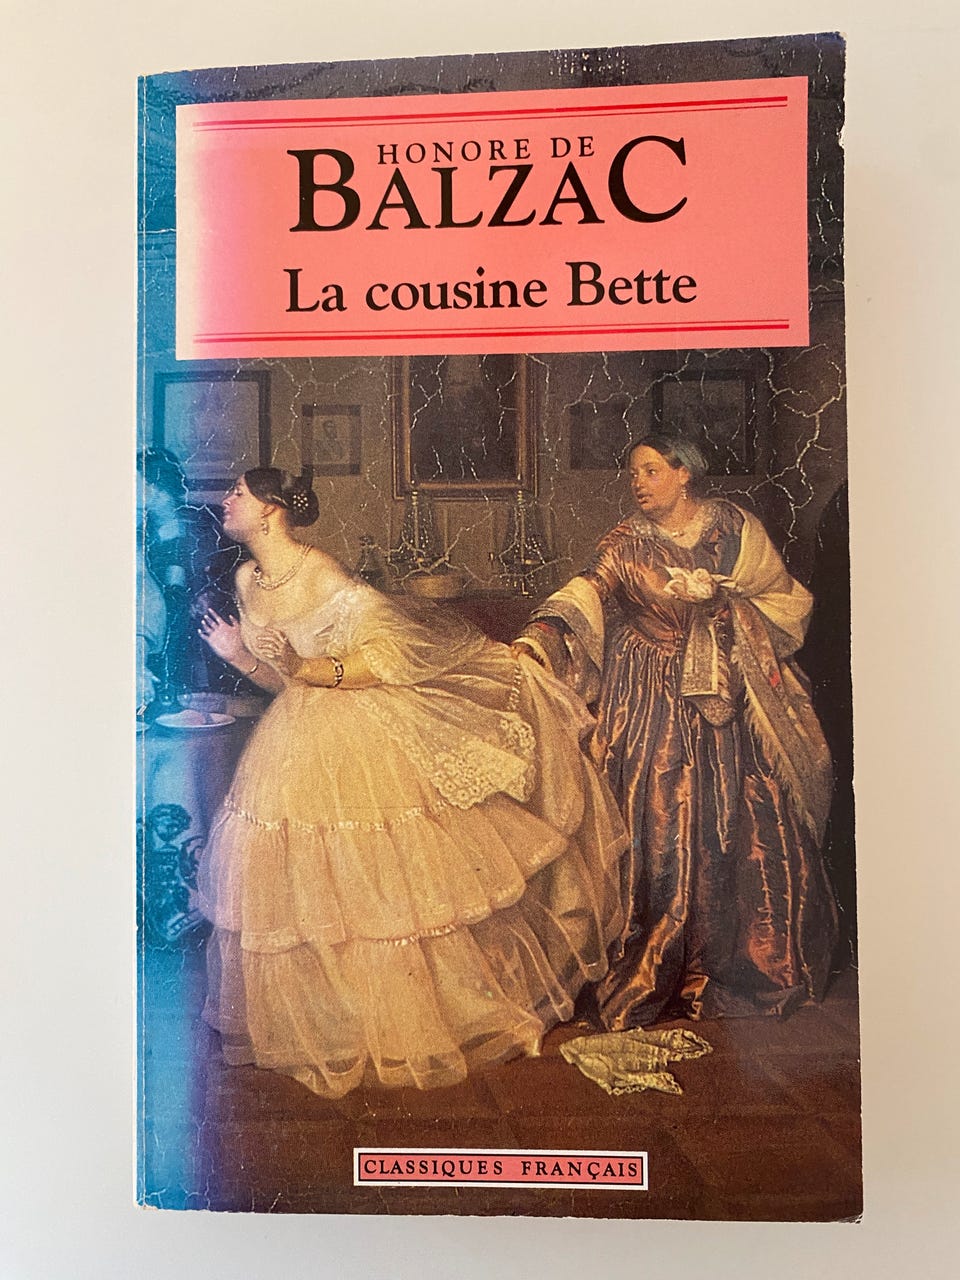 HONORE DE
BALZAC
La cousine Bette
CLASSIQUES FRANÇAIS